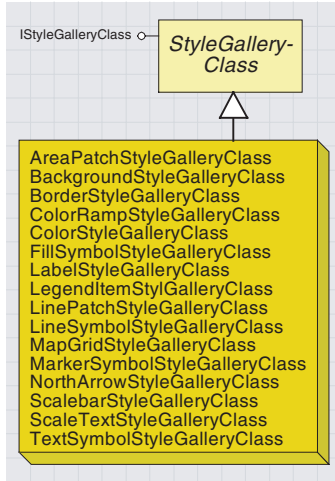 IStyleGalleryClass
StyleGallery-
Class
AreaPatchStyleGalleryClass
BackgroundStyleGalleryClass
BorderStyleGalleryClass
ColorRampStyleGalleryClass
ColorStyleGalleryClass
FillSymbolStyleGalleryClass
LabelStyleGalleryClass
LegendItemStylGalleryClass
LinePatchStyleGalleryClass
LineSymbolStyleGalleryClass
MapGridStyleGalleryClass
MarkerSymbolStyleGalleryClass
NorthArrowStyleGalleryClass
ScalebarStyleGalleryClass
ScaleTextStyleGalleryClass
TextSymbolStyleGalleryClass